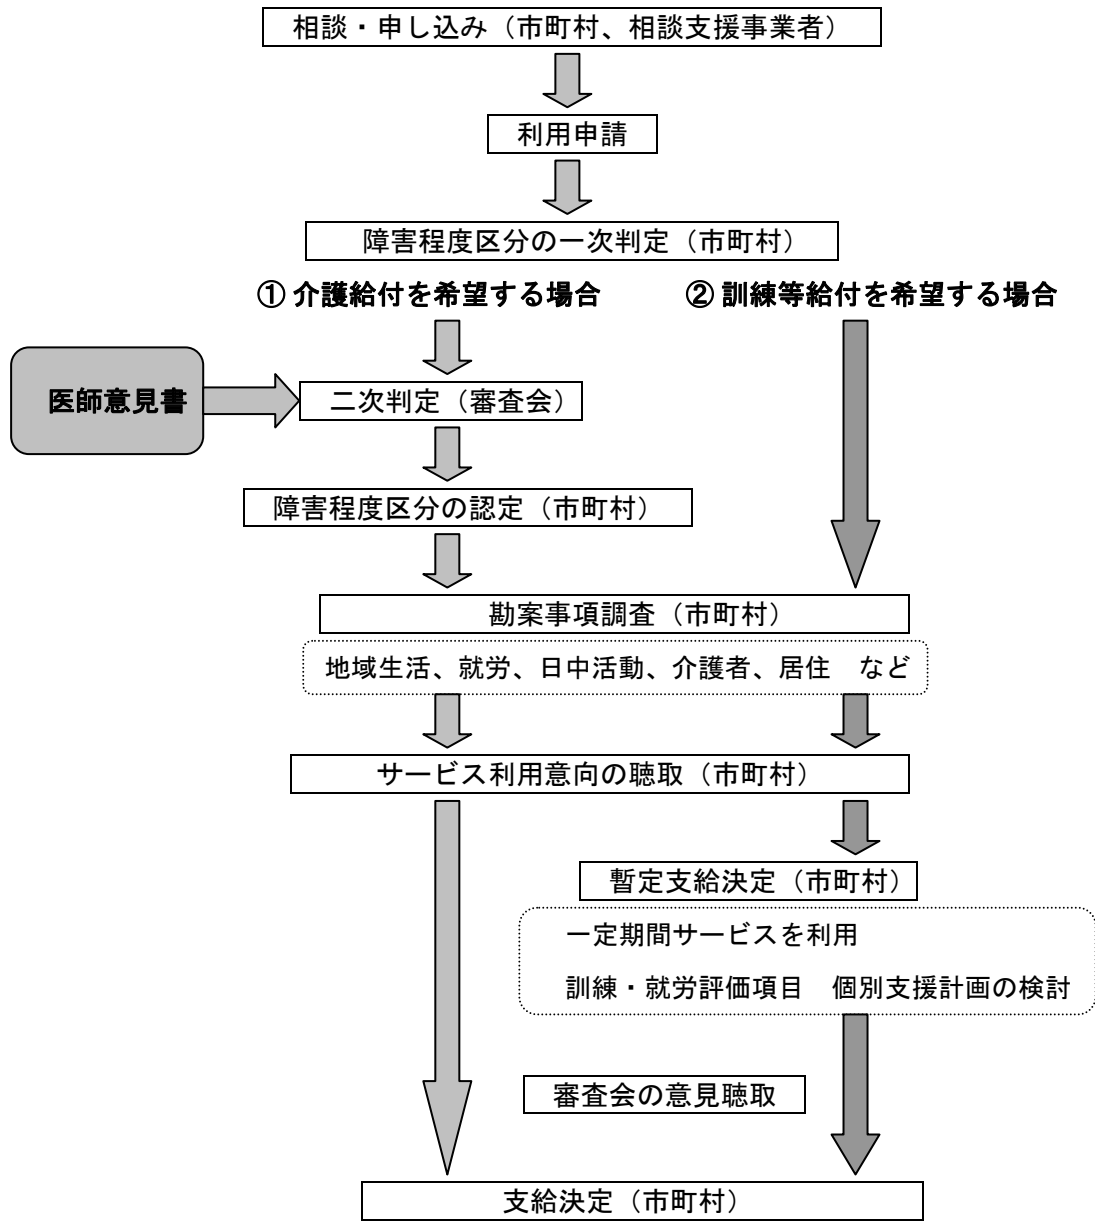 相談・申し込み（市町村、相談支援事業者）
利用申請
障害程度区分の一次判定（市町村）
① 介護給付を希望する場合
② 訓練等給付を希望する場合
医師意見書
二次判定（審査会）
障害程度区分の認定（市町村）
勘案事項調査（市町村）
地域生活、就労、日中活動、介護者、居住　など
サービス利用意向の聴取（市町村）
暫定支給決定（市町村）
一定期間サービスを利用
訓練・就労評価項目　個別支援計画の検討
審査会の意見聴取
支給決定（市町村）